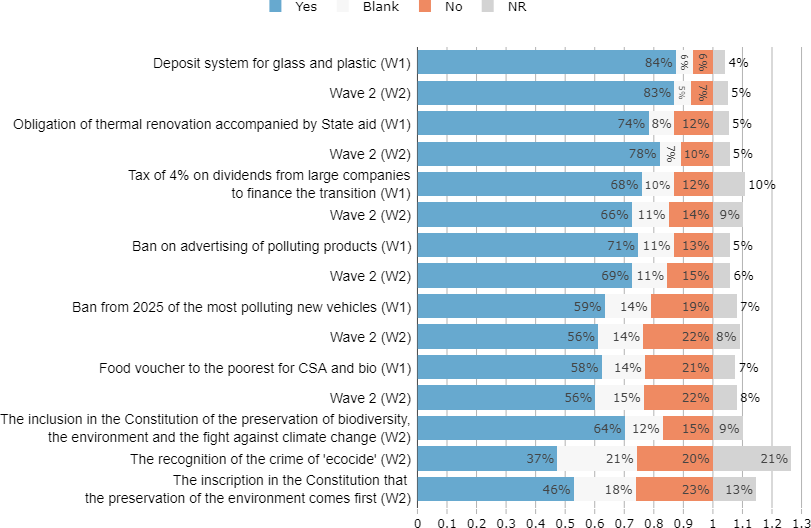 Yes Blank No NR
Deposit system for glass and plastic (W1) 84% 6% 6% 4%
Wave 2 (W2) 83% 5% 7% 5%
Obligation of thermal renovation accompanied by State aid (W1) 74% 8% 12% 5%
Wave 2 (W2) 78% 7% 10% 5%
Tax of 4% on dividends from large companies
to finance the transition (W1) 68% 10% 12% 10%
Wave 2 (W2) 66% 11% 14% 9%
Ban on advertising of polluting products (W1) 71% 11% 13% 5%
Wave 2 (W2) 69% 11% 15% 6%
Ban from 2025 of the most polluting new vehicles (W1) 59% 14% 19% 7%
Wave 2 (W2) 56% 14% 22% 8%
Food voucher to the poorest for CSA and bio (W1) 58% 14% 21% 7%
Wave 2 (W2) 56% 15% 22% 8%
The inclusion in the Constitution of the preservation of biodiversity,
the environment and the fight against climate change (W2) 64% 12% 15% 9%
The recognition of the crime of 'ecocide' (W2) 37% 21% 20% 21%
The inscription in the Constitution that
the preservation of the environment comes first (W2) 46% 18% 23% 13%
0 0.1 0.2 0.3 0.4 0.5 0.6 0.7 0.8 0.9 1 1.1 1.2 1.3